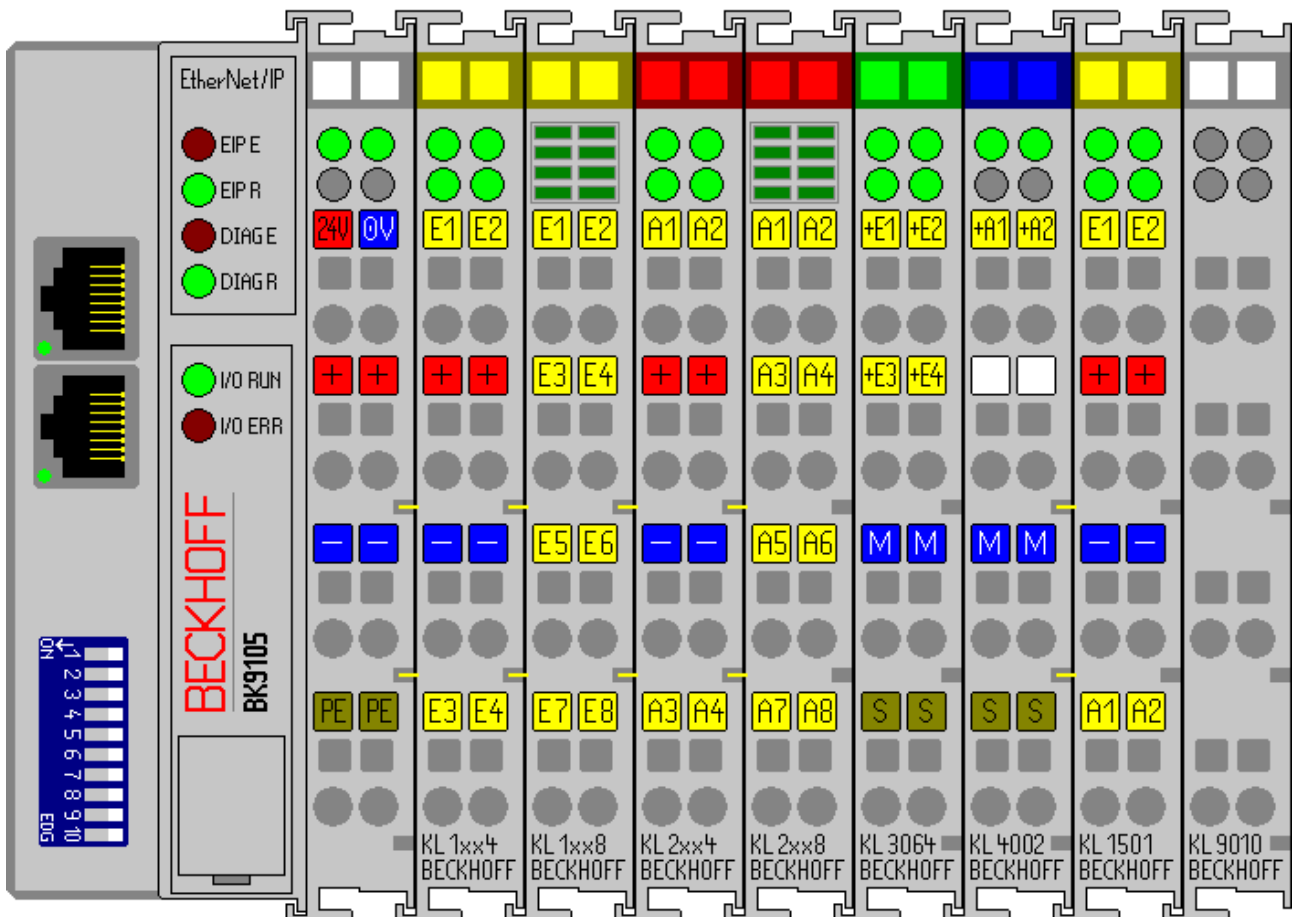 EtherNet/IP
EIP E
EIP R
DIAG E
DIAG R
I/O RUN
I/O ERR
BECKHOFF
BK9105
ON
1 2 3 4 5 6 7 8 9 10
EDG
24V 0V E1 E2 E1 E2 A1 A2 A1 A2 +E1 +E2 +A1 +A2 E1 E2
+ + + + E3 E4 + + A3 A4 +E3 +E4 + +
− − − − E5 E6 − − A5 A6 M M M M − −
PE PE E3 E4 E7 E8 A3 A4 A7 A8 S S S S A1 A2
KL 1xx4 KL 1xx8 KL 2xx4 KL 2xx8 KL 3064 KL 4002 KL 1501 KL 9010
BECKHOFF BECKHOFF BECKHOFF BECKHOFF BECKHOFF BECKHOFF BECKHOFF BECKHOFF